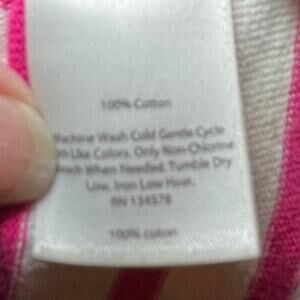 100% Cotton
Machine Wash Cold Gentle Cycle
Like Colors. Only Non-Chlorine
When Needed. Tumble Dry
Low. Iron Low Heat.
RN 134578
100% cotton